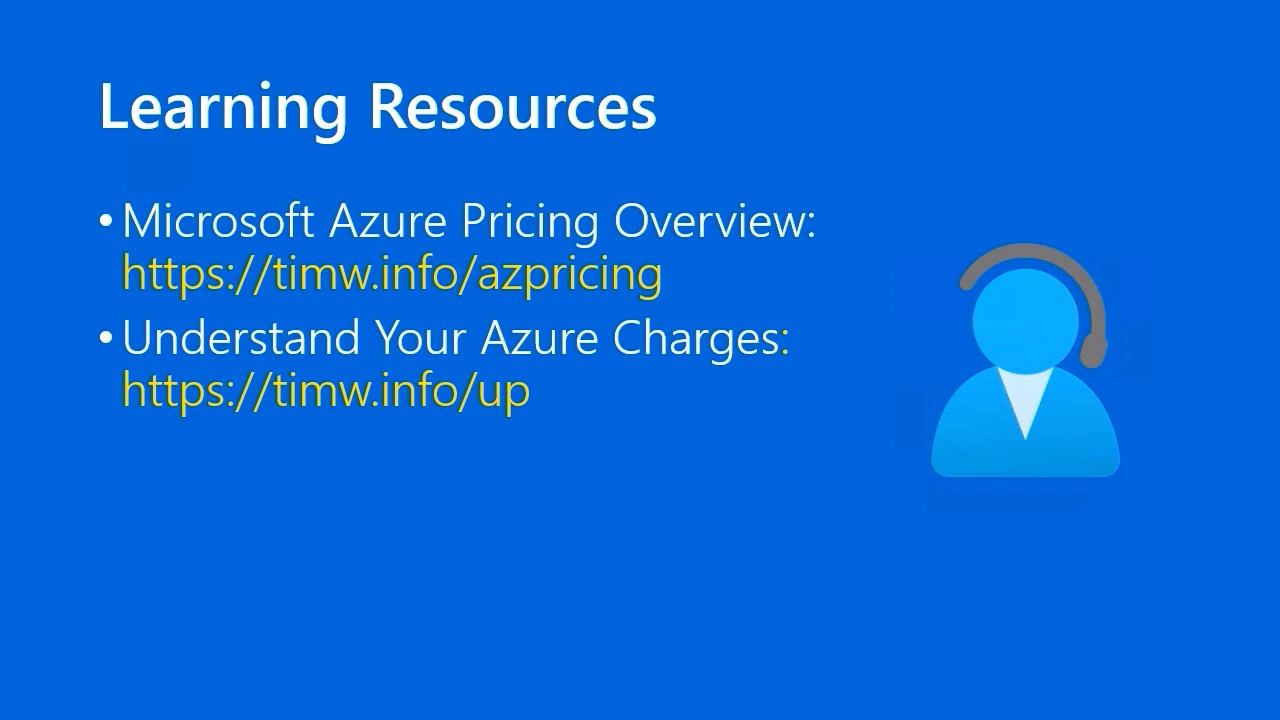 Learning Resources
• Microsoft Azure Pricing Overview:
https://timw.info/azpricing
• Understand Your Azure Charges:
https://timw.info/up